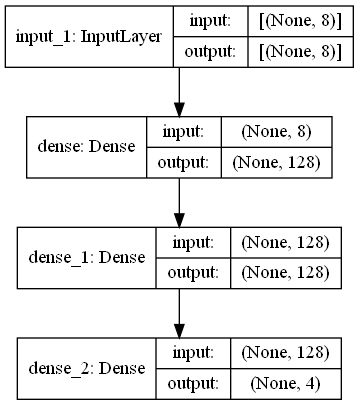 input_1: InputLayer input: [(None, 8)]
output: [(None, 8)]
dense: Dense input: (None, 8)
output: (None, 128)
dense_1: Dense input: (None, 128)
output: (None, 128)
dense_2: Dense input: (None, 128)
output: (None, 4)